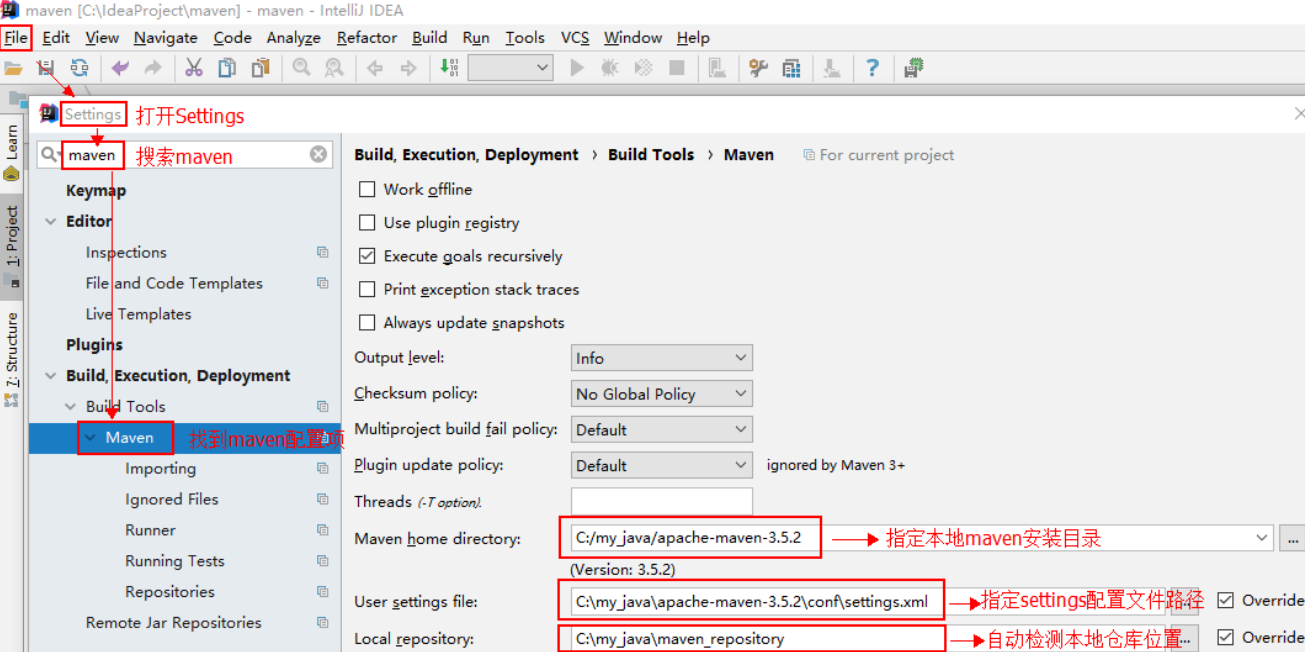 maven [C:\IdeaProject\maven] - maven - IntelliJ IDEA
File Edit View Navigate Code Analyze Refactor Build Run Tools VCS Window Help
Settings 打开Settings
maven 搜索maven
Build, Execution, Deployment › Build Tools › Maven For current project
Learn
1: Project
7: Structure
Keymap
Editor
Inspections
File and Code Templates
Live Templates
Plugins
Build, Execution, Deployment
Build Tools
Maven 找到maven配置项
Importing
Ignored Files
Runner
Running Tests
Repositories
Remote Jar Repositories
Work offline
Use plugin registry
Execute goals recursively
Print exception stack traces
Always update snapshots
Output level: Info
Checksum policy: No Global Policy
Multiproject build fail policy: Default
Plugin update policy: Default ignored by Maven 3+
Threads (-T option).
Maven home directory: C:/my_java/apache-maven-3.5.2 指定本地maven安装目录 ...
(Version: 3.5.2)
User settings file: C:\my_java\apache-maven-3.5.2\conf\settings.xml 指定settings配置文件路径 Override
Local repository: C:\my_java\maven_repository 自动检测本地仓库位置 ... Override